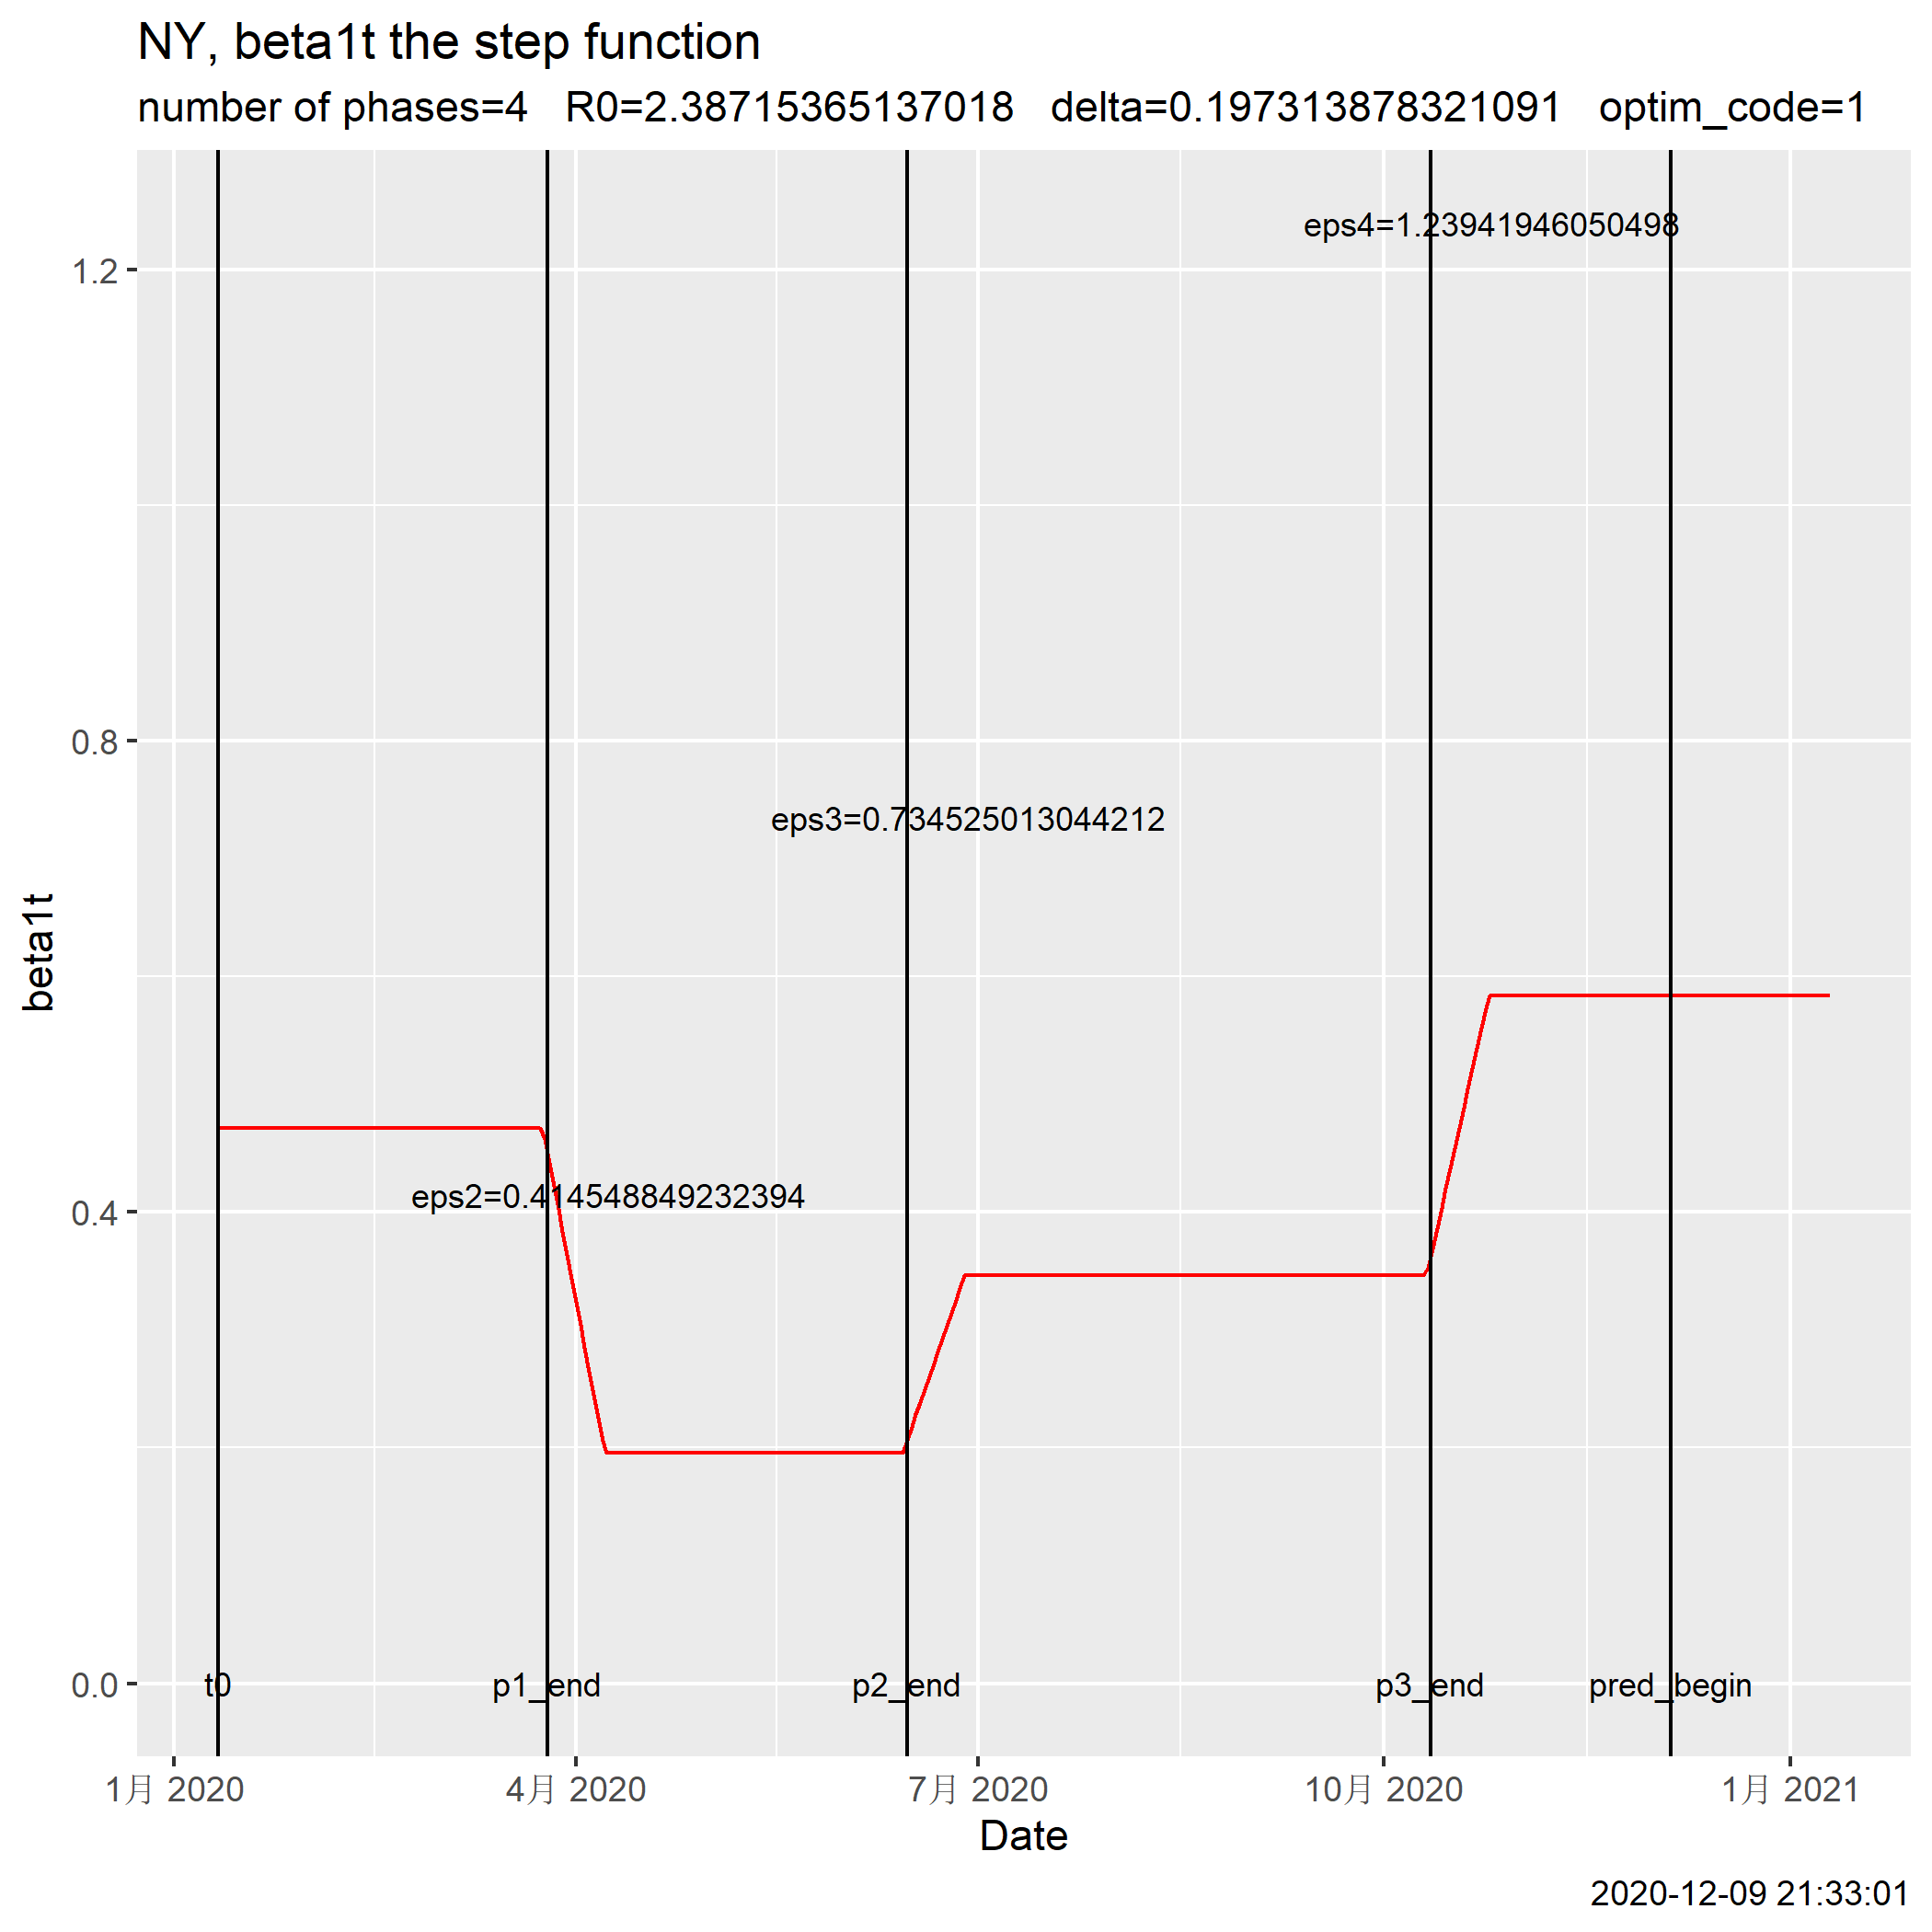 NY, beta1t the step function
number of phases=4 R0=2.38715365137018 delta=0.197313878321091 optim_code=1
eps4=1.23941946050498
1.2
0.8
eps3=0.734525013044212
beta1t
eps2=0.414548849232394
0.4
0.0
t0 p1_end p2_end p3_end pred_begin
1月 2020 4月 2020 7月 2020 10月 2020 1月 2021
Date
2020-12-09 21:33:01